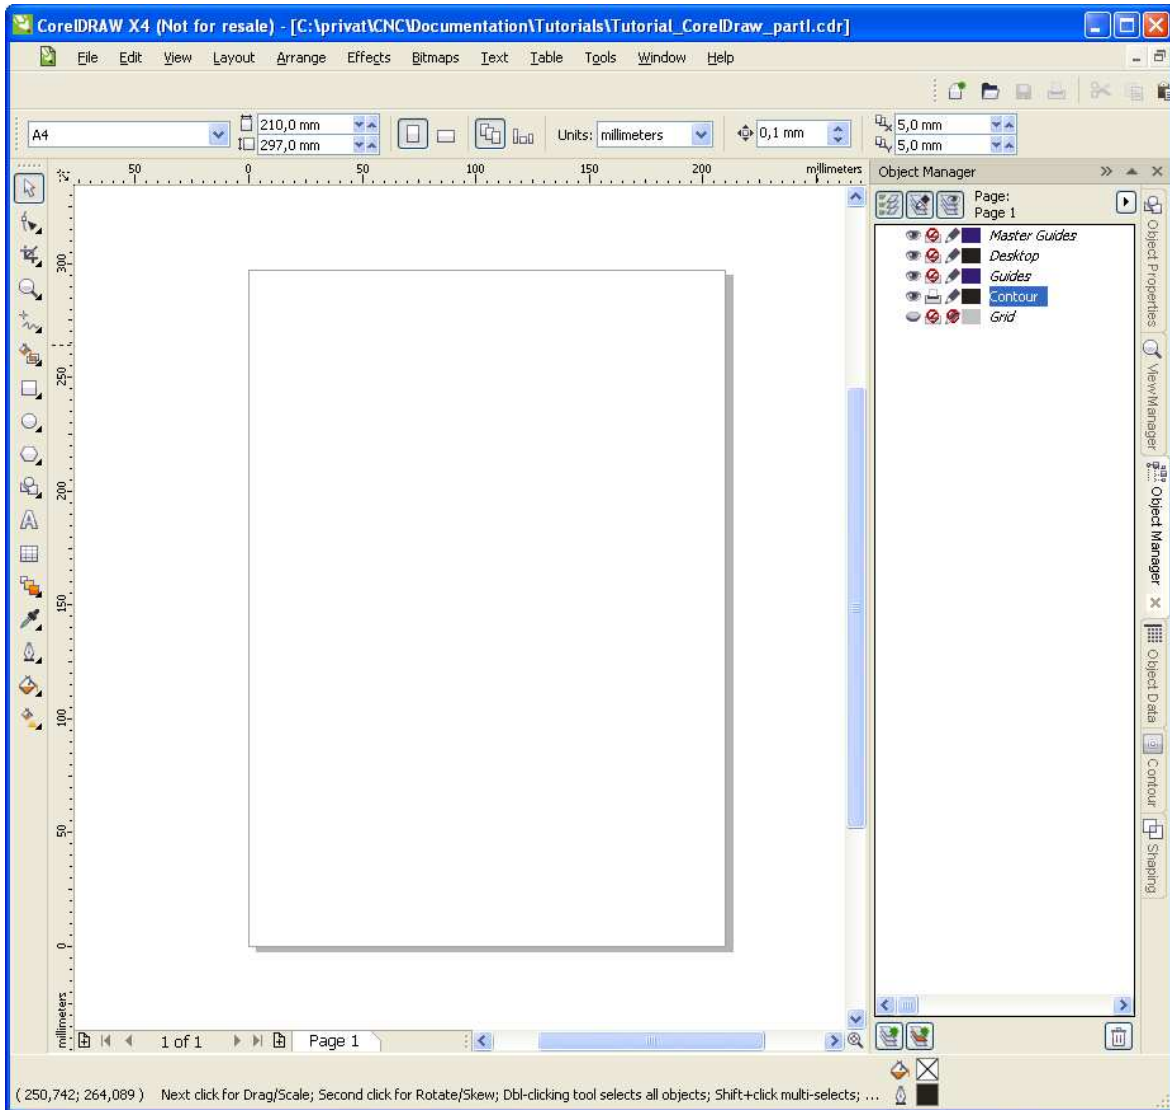 CorelDRAW X4 (Not for resale) - [C:\privat\CNC\Documentation\Tutorials\Tutorial_CorelDraw_partI.cdr]
File Edit View Layout Arrange Effects Bitmaps Text Table Tools Window Help
A4
210,0 mm
297,0 mm
Units: millimeters
0,1 mm
5,0 mm
5,0 mm
50 0 50 100 150 200 millimeters
300
250
200
150
100
50
0
millimeters
Object Manager
Page:
Page 1
Master Guides
Desktop
Guides
Contour
Grid
Object Properties
View Manager
Object Manager
Object Data
Contour
Shaping
1 of 1 Page 1
( 250,742; 264,089 ) Next click for Drag/Scale; Second click for Rotate/Skew; Dbl-clicking tool selects all objects; Shift+click multi-selects; ...